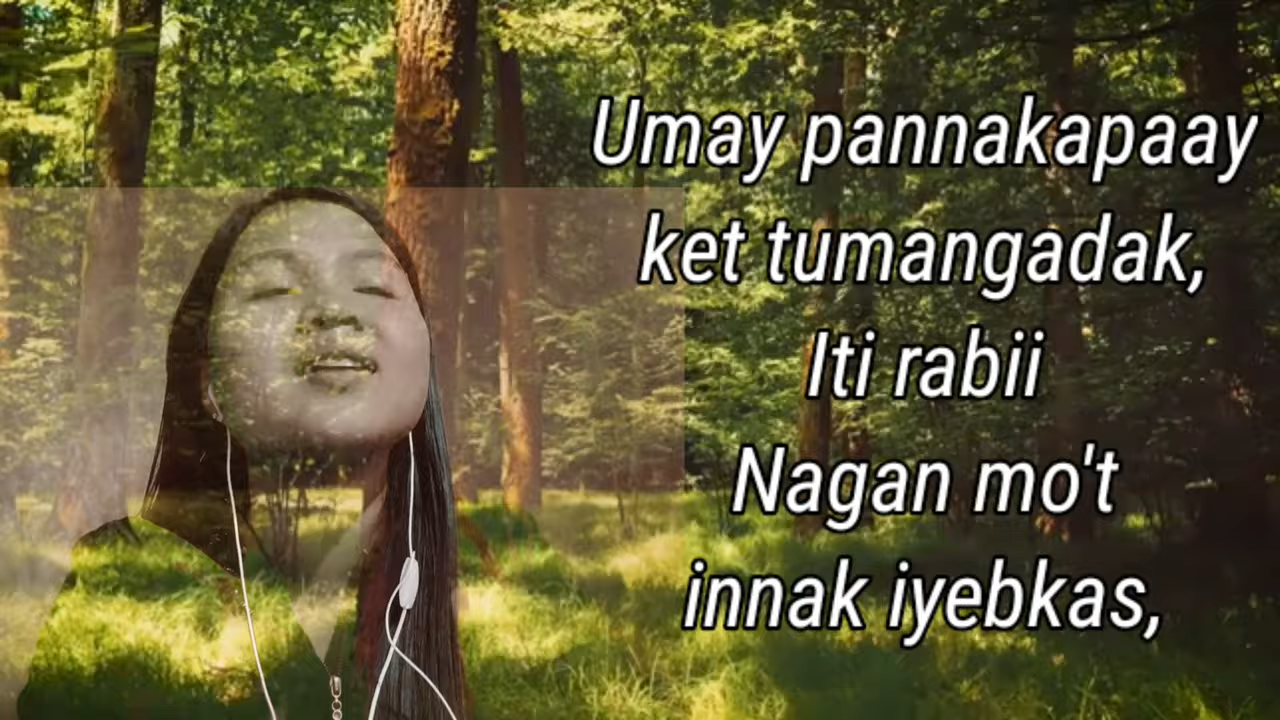 Umay pannakapaay
ket tumangadak,
Iti rabii
Nagan mo't
innak iyebkas,